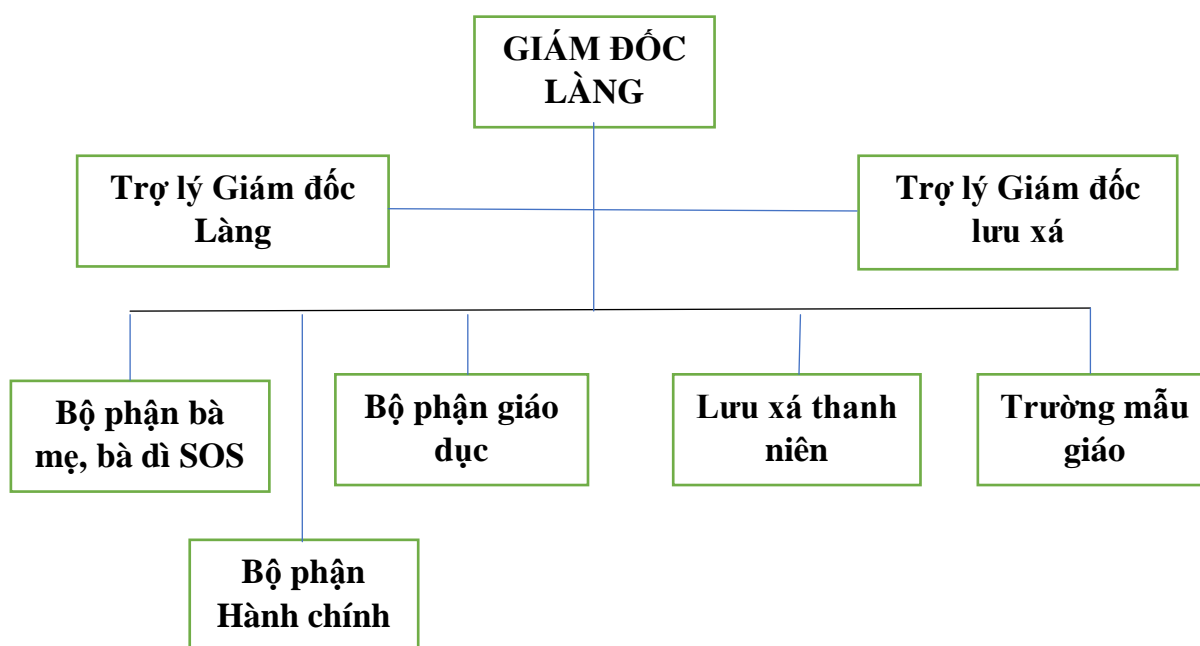 GIÁM ĐỐC
LÀNG
Trợ lý Giám đốc
Làng
Trợ lý Giám đốc
lưu xá
Bộ phận bà
mẹ, bà dì SOS
Bộ phận giáo
dục
Lưu xá thanh
niên
Trường mẫu
giáo
Bộ phận
Hành chính